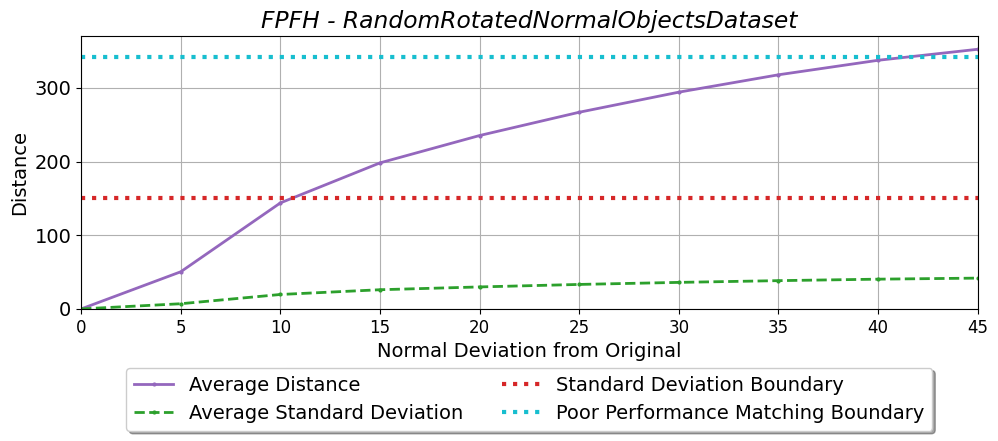 FPFH - RandomRotatedNormalObjectsDataset
Distance
300
200
100
0
0 5 10 15 20 25 30 35 40 45
Normal Deviation from Original
Average Distance
Average Standard Deviation
Standard Deviation Boundary
Poor Performance Matching Boundary